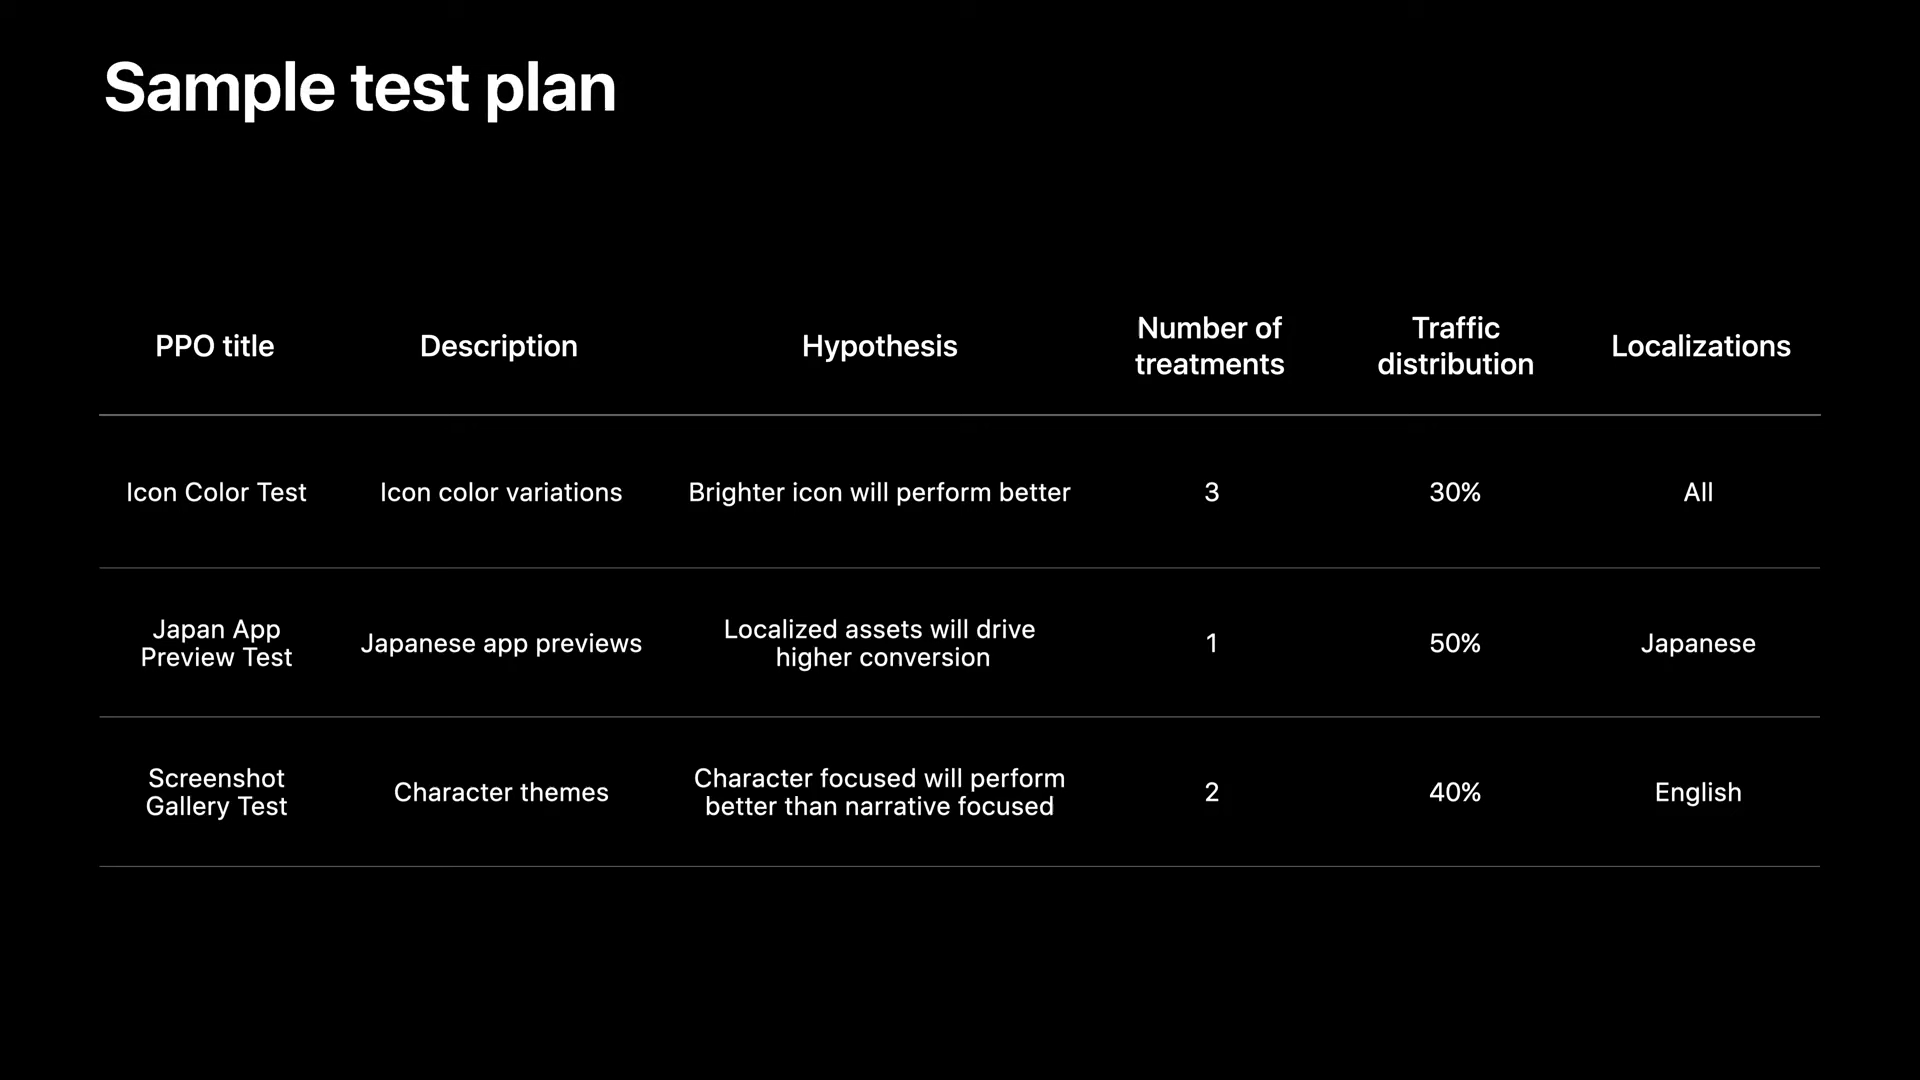 Sample test plan
PPO title
Description
Hypothesis
Number of
treatments
Traffic
distribution
Localizations
Icon Color Test
Icon color variations
Brighter icon will perform better
3
30%
All
Japan App
Preview Test
Japanese app previews
Localized assets will drive
higher conversion
1
50%
Japanese
Screenshot
Gallery Test
Character themes
Character focused will perform
better than narrative focused
2
40%
English